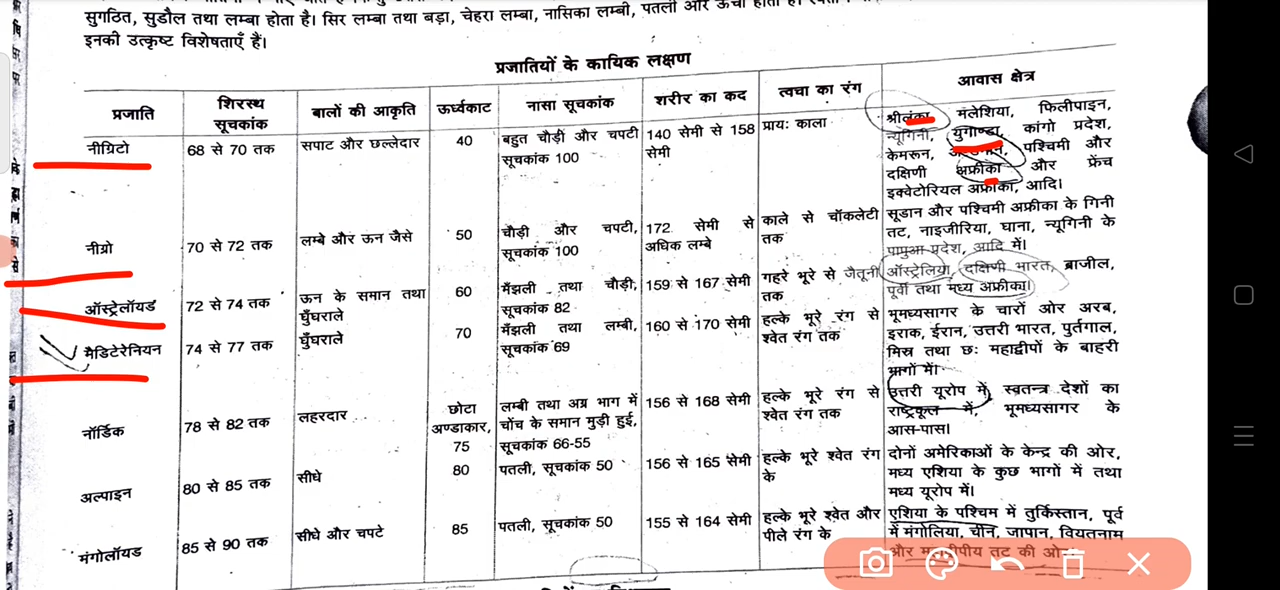 सुगठित, सुडौल तथा लम्बा होता है। सिर लम्बा तथा बड़ा, चेहरा लम्बा, नासिका लम्बी, पतली और ऊँची होती है।
इनकी उत्कृष्ट विशेषताएँ हैं।
प्रजातियों के कायिक लक्षण
प्रजाति शिरस्थ सूचकांक बालों की आकृति ऊर्ध्वकाट नासा सूचकांक शरीर का कद त्वचा का रंग आवास क्षेत्र
नीग्रिटो 68 से 70 तक सपाट और छल्लेदार 40 बहुत चौड़ी और चपटी सूचकांक 100 140 सेमी से 158 सेमी प्रायः काला श्रीलंका, मलेशिया, फिलीपाइन, न्यूगिनी, युगाण्डा, कांगो प्रदेश, केमरून, पश्चिमी और दक्षिणी अफ्रीका और फ्रेंच इक्वेटोरियल अफ्रीका, आदि।
नीग्रो 70 से 72 तक लम्बे और ऊन जैसे 50 चौड़ी और चपटी, सूचकांक 100 172 सेमी से अधिक लम्बे काले से चॉकलेटी तक सूडान और पश्चिमी अफ्रीका के गिनी तट, नाइजीरिया, घाना, न्यूगिनी के पापुआ प्रदेश, आदि में।
ऑस्ट्रेलॉयड 72 से 74 तक ऊन के समान तथा घुँघराले 60 मँझली तथा चौड़ी, सूचकांक 82 159 से 167 सेमी गहरे भूरे से जैतूनी तक ऑस्ट्रेलिया, दक्षिणी भारत, ब्राजील, पूर्वी तथा मध्य अफ्रीका।
मैडिटेरेनियन 74 से 77 तक घुँघराले 70 मँझली तथा लम्बी, सूचकांक 69 160 से 170 सेमी हल्के भूरे रंग से श्वेत रंग तक भूमध्यसागर के चारों ओर अरब, इराक, ईरान, उत्तरी भारत, पुर्तगाल, मिस्र तथा छः महाद्वीपों के बाहरी भागों में।
नॉर्डिक 78 से 82 तक लहरदार छोटा अण्डाकार, 75 लम्बी तथा अग्र भाग में चोंच के समान मुड़ी हुई, सूचकांक 66-55 156 से 168 सेमी हल्के भूरे रंग से श्वेत रंग तक उत्तरी यूरोप में, स्वतन्त्र देशों का राष्ट्रकूल में, भूमध्यसागर के आस-पास।
अल्पाइन 80 से 85 तक सीधे 80 पतली, सूचकांक 50 156 से 165 सेमी हल्के भूरे श्वेत रंग के दोनों अमेरिकाओं के केन्द्र की ओर, मध्य एशिया के कुछ भागों में तथा मध्य यूरोप में।
मंगोलॉयड 85 से 90 तक सीधे और चपटे 85 पतली, सूचकांक 50 155 से 164 सेमी हल्के भूरे श्वेत और पीले रंग के एशिया के पश्चिम में तुर्किस्तान, पूर्व में मंगोलिया, चीन, जापान, वियतनाम और तट की